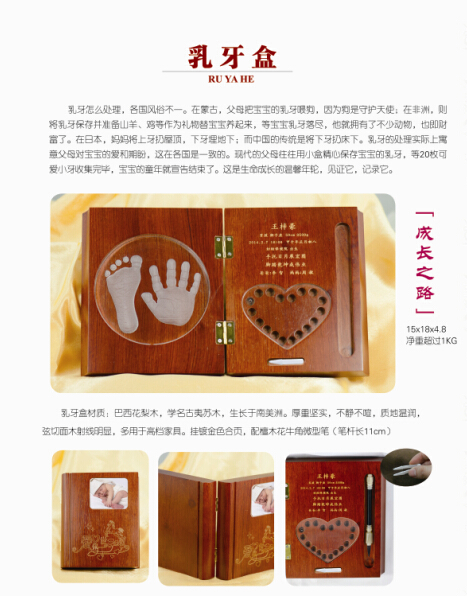 乳牙盒
RU YA HE
乳牙怎么处理，各国风俗不一。在蒙古，父母把宝宝的乳牙喂狗，因为狗是守护天使；在非洲，则
将乳牙保存并准备山羊、鸡等作为礼物替宝宝养起来，等宝宝乳牙落尽，他就拥有了不少动物，也即财
富了。在日本，妈妈将上牙扔屋顶，下牙埋地下；而中国的传统是将下牙扔床下。乳牙的处理实际上寓
意父母对宝宝的爱和期盼，这在各国是一致的。现代的父母往往用小盒精心保存宝宝的乳牙，等20枚可
爱小牙收集完毕，宝宝的童年就宣告结束了。这是生命成长的温馨年轮，见证它，记录它。
王梓豪
「成长之路」
15x18x4.8
净重超过1KG
乳牙盒材质：巴西花梨木，学名古夷苏木，生长于南美洲。厚重坚实，不静不喧，质地温润，
弦切面木射线明显，多用于高档家具。挂镀金色合页，配檀木花牛角微型笔（笔杆长11cm）
王梓豪